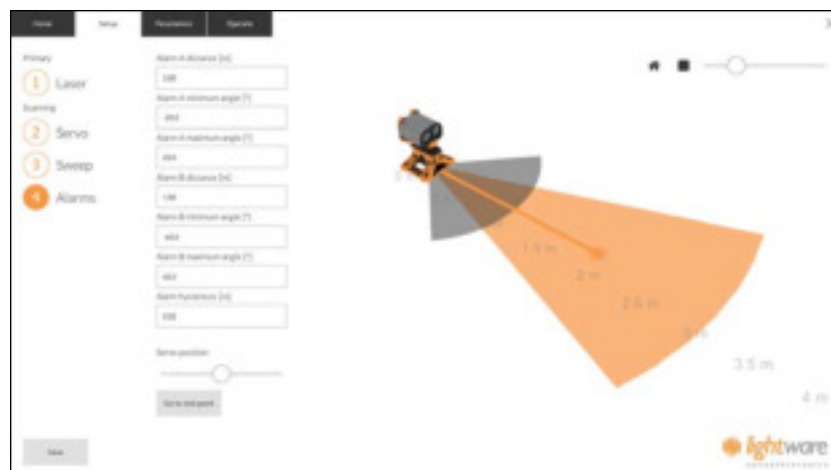 Home
Setup
Parameters
Operate
Primary
1 Laser
Scanning
2 Servo
3 Sweep
4 Alarms
Alarm A distance [m]
Alarm A minimum angle [°]
Alarm A maximum angle [°]
Alarm B distance [m]
Alarm B minimum angle [°]
Alarm B maximum angle [°]
Alarm hysteresis [m]
Servo position
Save
1.5 m
2 m
2.5 m
3 m
3.5 m
4 m
lightware